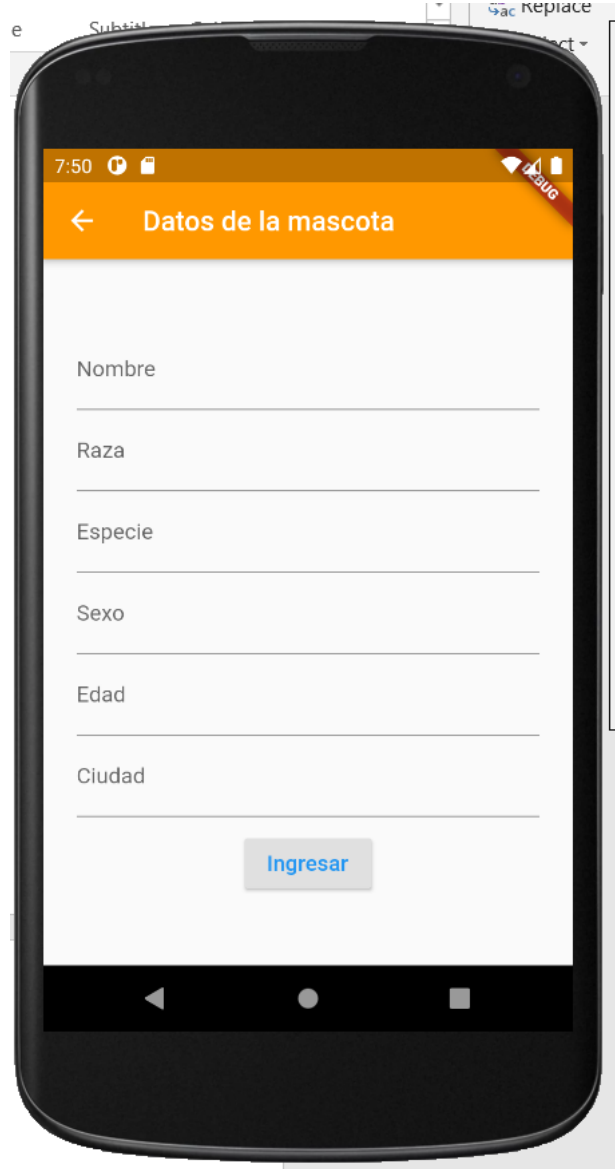 Replace
7:50
DEBUG
Datos de la mascota
Nombre
Raza
Especie
Sexo
Edad
Ciudad
Ingresar